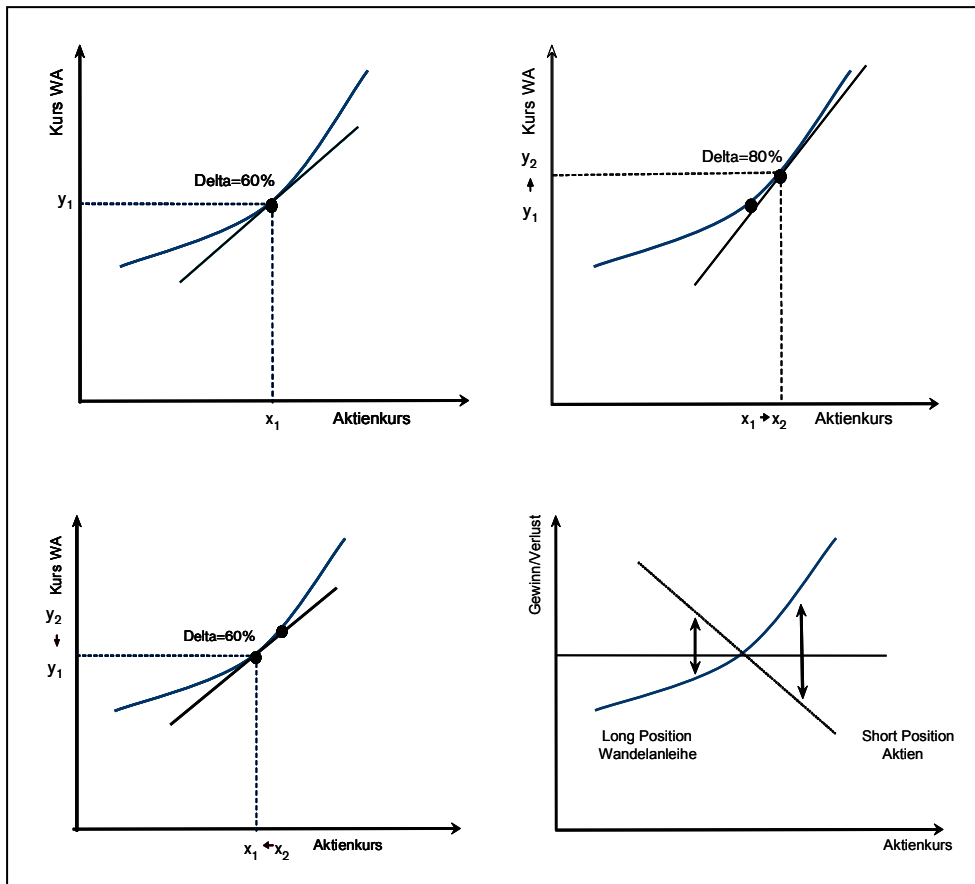 Kurs WA
Delta=60%
y1
x1
Aktienkurs
Kurs WA
Delta=80%
y2
y1
x1 → x2
Aktienkurs
Kurs WA
y2
y1
Delta=60%
x1 ← x2
Aktienkurs
Gewinn/Verlust
Long Position
Wandelanleihe
Short Position
Aktien
Aktienkurs